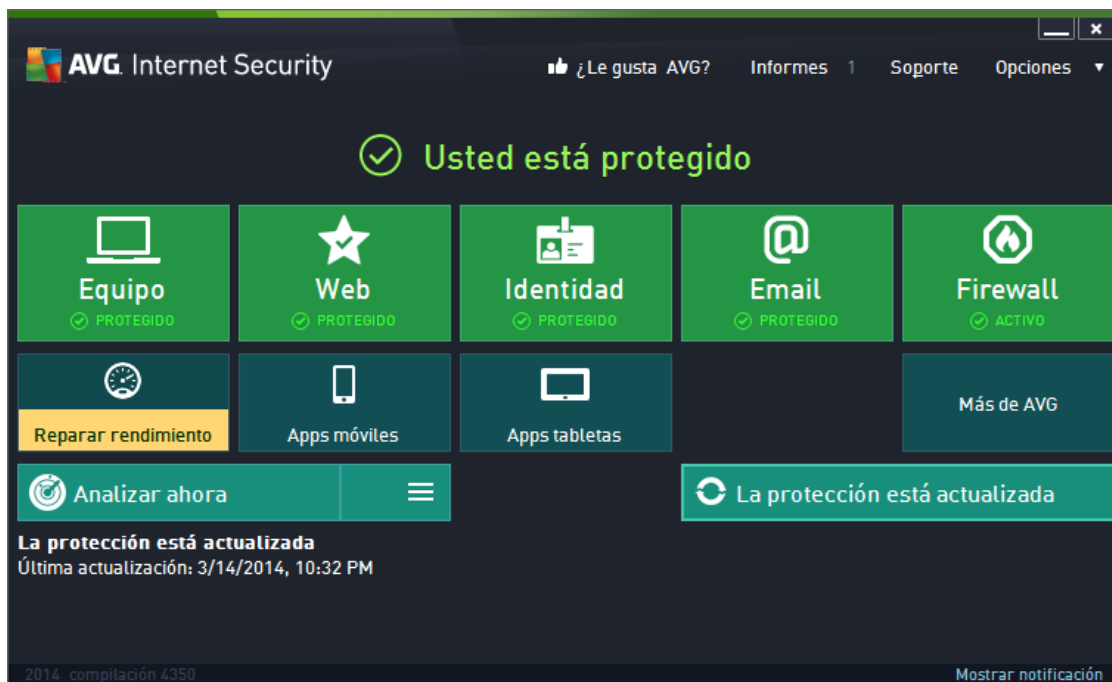 AVG. Internet Security
¿Le gusta AVG? Informes 1 Soporte Opciones
Usted está protegido
Equipo
PROTEGIDO
Web
PROTEGIDO
Identidad
PROTEGIDO
Email
PROTEGIDO
Firewall
ACTIVO
Reparar rendimiento
Apps móviles
Apps tabletas
Más de AVG
Analizar ahora
La protección está actualizada
La protección está actualizada
Última actualización: 3/14/2014, 10:32 PM
2014 compilación 4350
Mostrar notificación